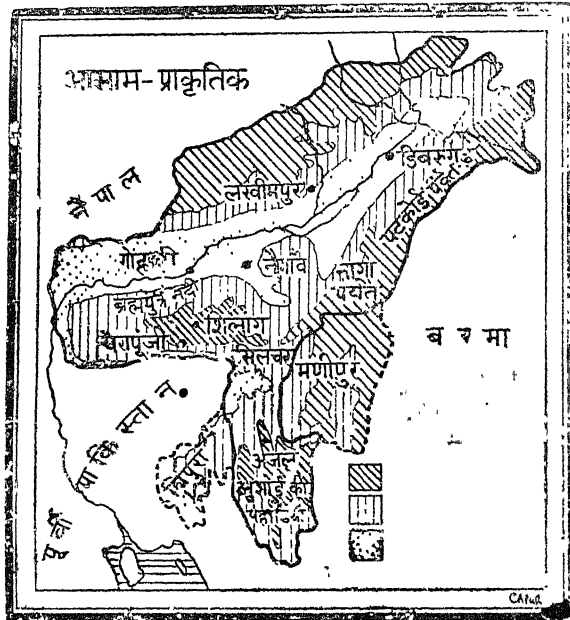 आसाम-प्राकृतिक
नैपाल
डिबरूगढ़
लखीमपुर
पटकोई पर्वत
गोहाटी
नौगाँव
नागा
पर्वत
ब्रह्मपुत्र नदी
शिलांग
चैरापूंजी
बरमा
सिलचर
मणीपुर
पूर्वी पाकिस्तान
त्रिपुरा
लुशाई की
CAPUR